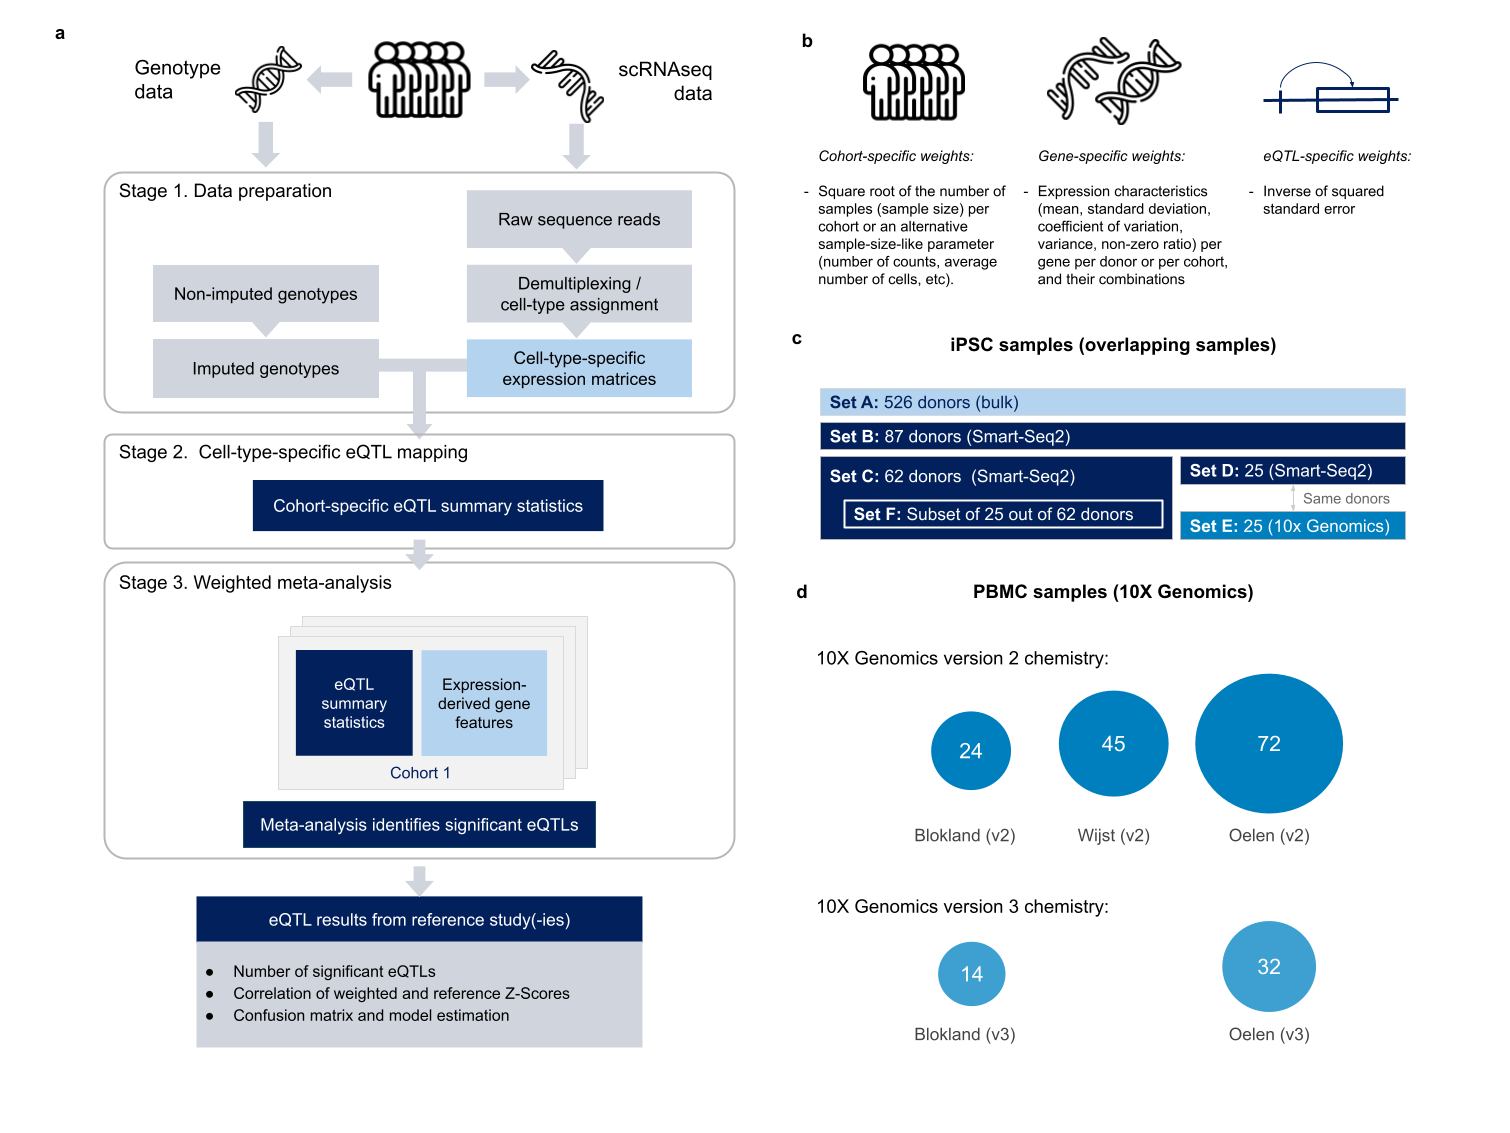 a
Genotype
data
scRNAseq
data
Stage 1. Data preparation
Raw sequence reads
Non-imputed genotypes
Demultiplexing /
cell-type assignment
Imputed genotypes
Cell-type-specific
expression matrices
Stage 2.  Cell-type-specific eQTL mapping
Cohort-specific eQTL summary statistics
Stage 3. Weighted meta-analysis
eQTL
summary
statistics
Expression-
derived gene
features
Cohort 1
Meta-analysis identifies significant eQTLs
eQTL results from reference study(-ies)
● Number of significant eQTLs
● Correlation of weighted and reference Z-Scores
● Confusion matrix and model estimation
b
Cohort-specific weights:
- Square root of the number of
samples (sample size) per
cohort or an alternative
sample-size-like parameter
(number of counts, average
number of cells, etc).
Gene-specific weights:
- Expression characteristics
(mean, standard deviation,
coefficient of variation,
variance, non-zero ratio) per
gene per donor or per cohort,
and their combinations
eQTL-specific weights:
- Inverse of squared
standard error
c
iPSC samples (overlapping samples)
Set A: 526 donors (bulk)
Set B: 87 donors (Smart-Seq2)
Set C: 62 donors  (Smart-Seq2)
Set F: Subset of 25 out of 62 donors
Set D: 25 (Smart-Seq2)
Same donors
Set E: 25 (10x Genomics)
d
PBMC samples (10X Genomics)
10X Genomics version 2 chemistry:
24
45
72
Blokland (v2)
Wijst (v2)
Oelen (v2)
10X Genomics version 3 chemistry:
14
32
Blokland (v3)
Oelen (v3)